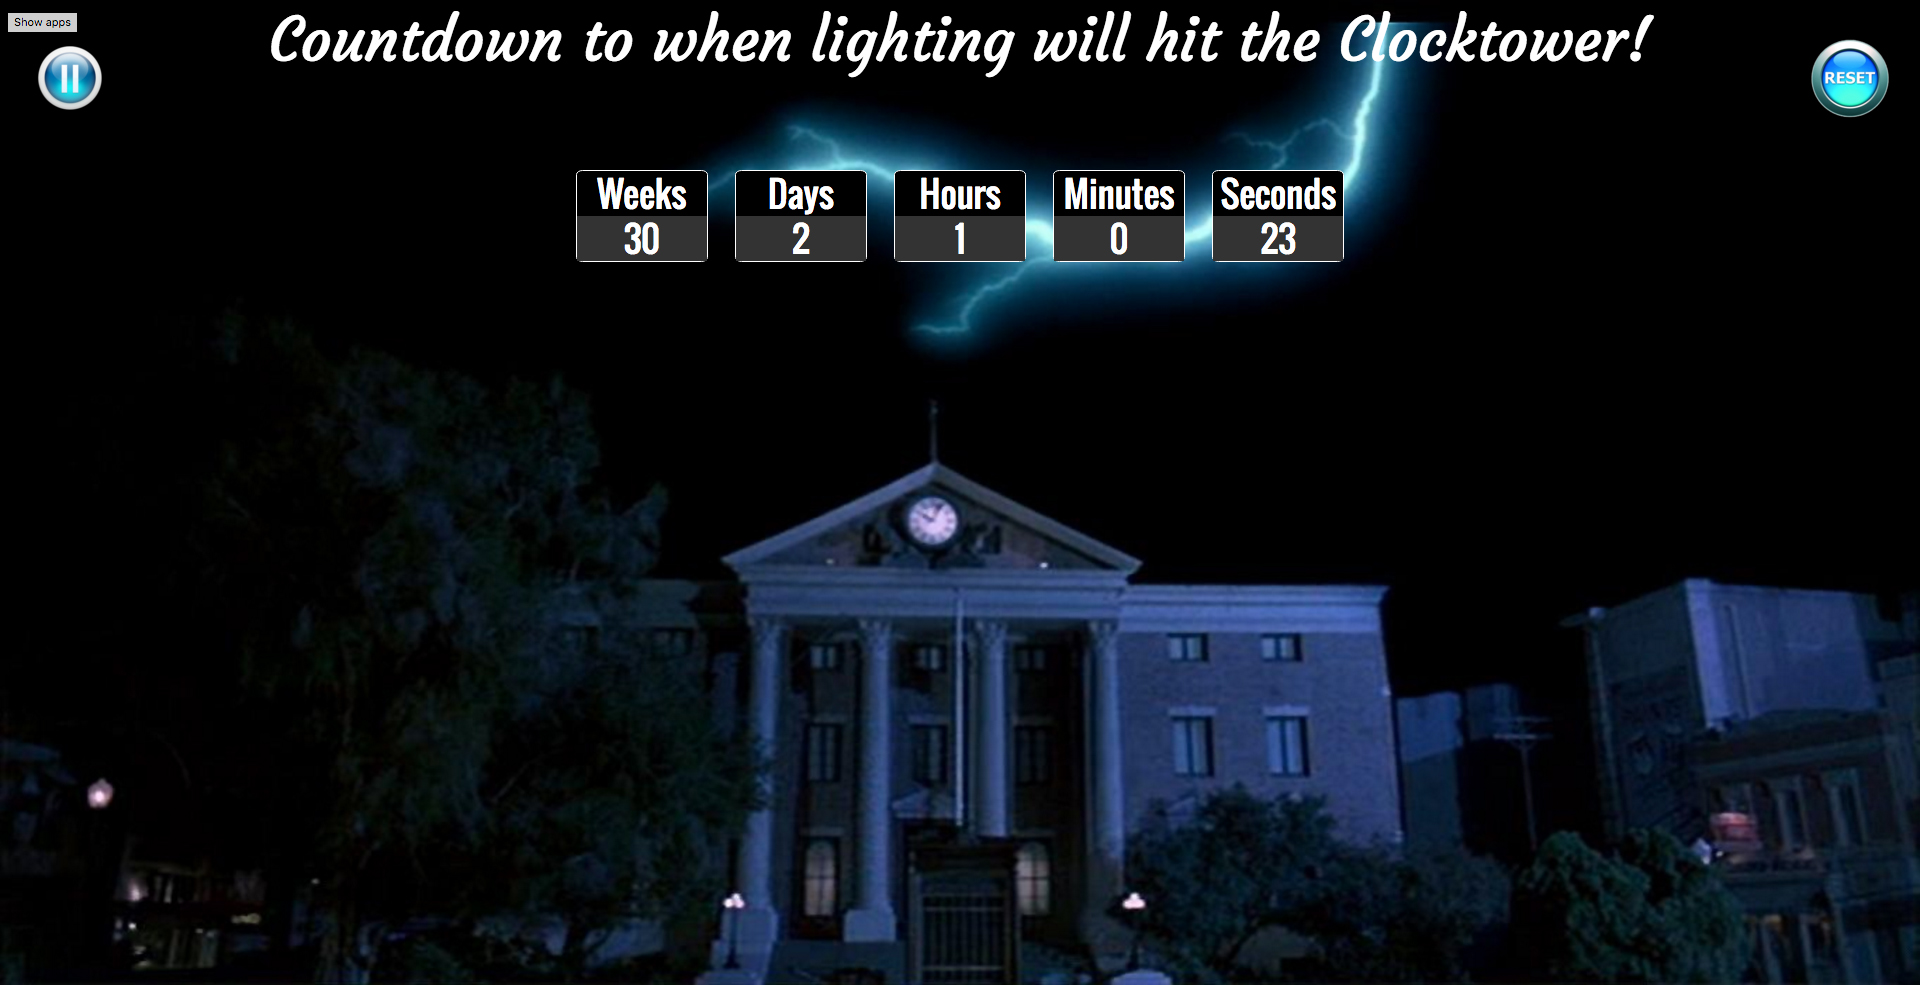 Show apps
Countdown to when lighting will hit the Clocktower!
RESET
Weeks Days Hours Minutes Seconds
30 2 1 0 23